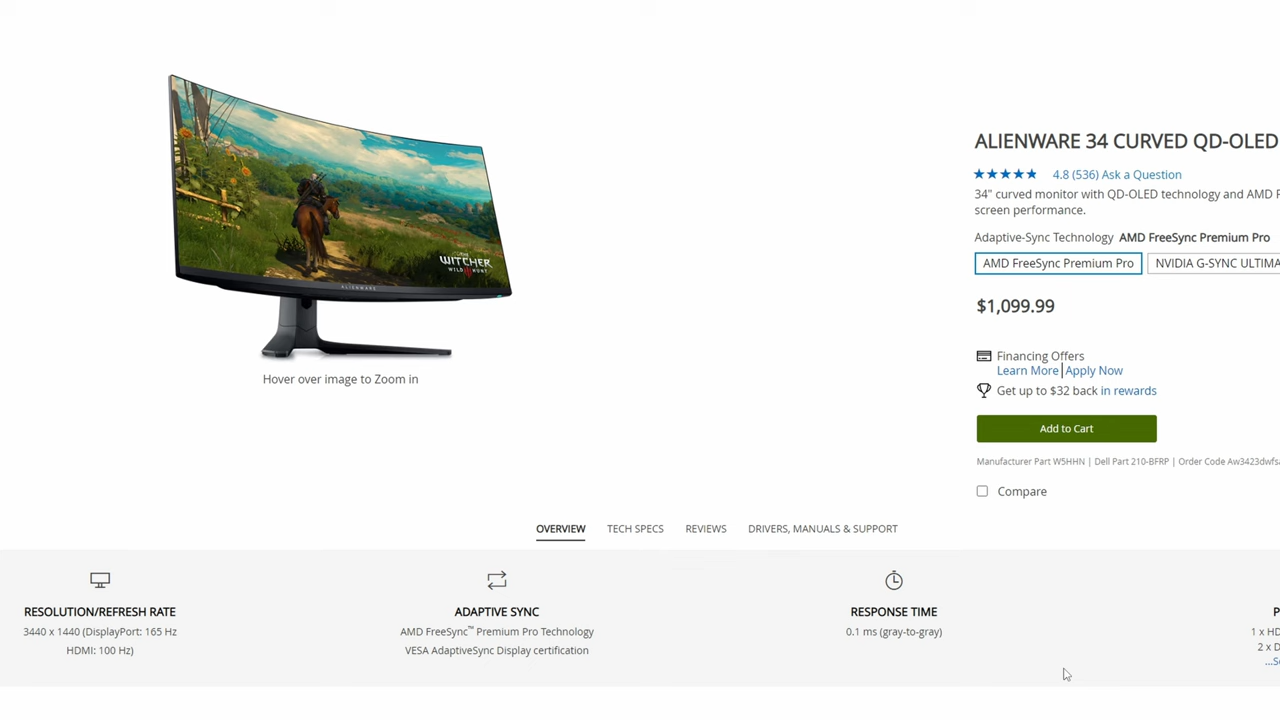 THE
WITCHER
WILD HUNT
ALIENWARE
Hover over image to Zoom in
ALIENWARE 34 CURVED QD-OLED
4.8 (536) Ask a Question
34" curved monitor with QD-OLED technology and AMD
screen performance.
Adaptive-Sync Technology AMD FreeSync Premium Pro
AMD FreeSync Premium Pro
NVIDIA G-SYNC ULTIMA
$1,099.99
Financing Offers
Learn More | Apply Now
Get up to $32 back in rewards
Add to Cart
Manufacturer Part W5HHN | Dell Part 210-BFRP | Order Code Aw3423dwfs
Compare
OVERVIEW TECH SPECS REVIEWS DRIVERS, MANUALS & SUPPORT
RESOLUTION/REFRESH RATE
3440 x 1440 (DisplayPort: 165 Hz
HDMI: 100 Hz)
ADAPTIVE SYNC
AMD FreeSync™ Premium Pro Technology
VESA AdaptiveSync Display certification
RESPONSE TIME
0.1 ms (gray-to-gray)
P
1 x HD
2 x D
...S